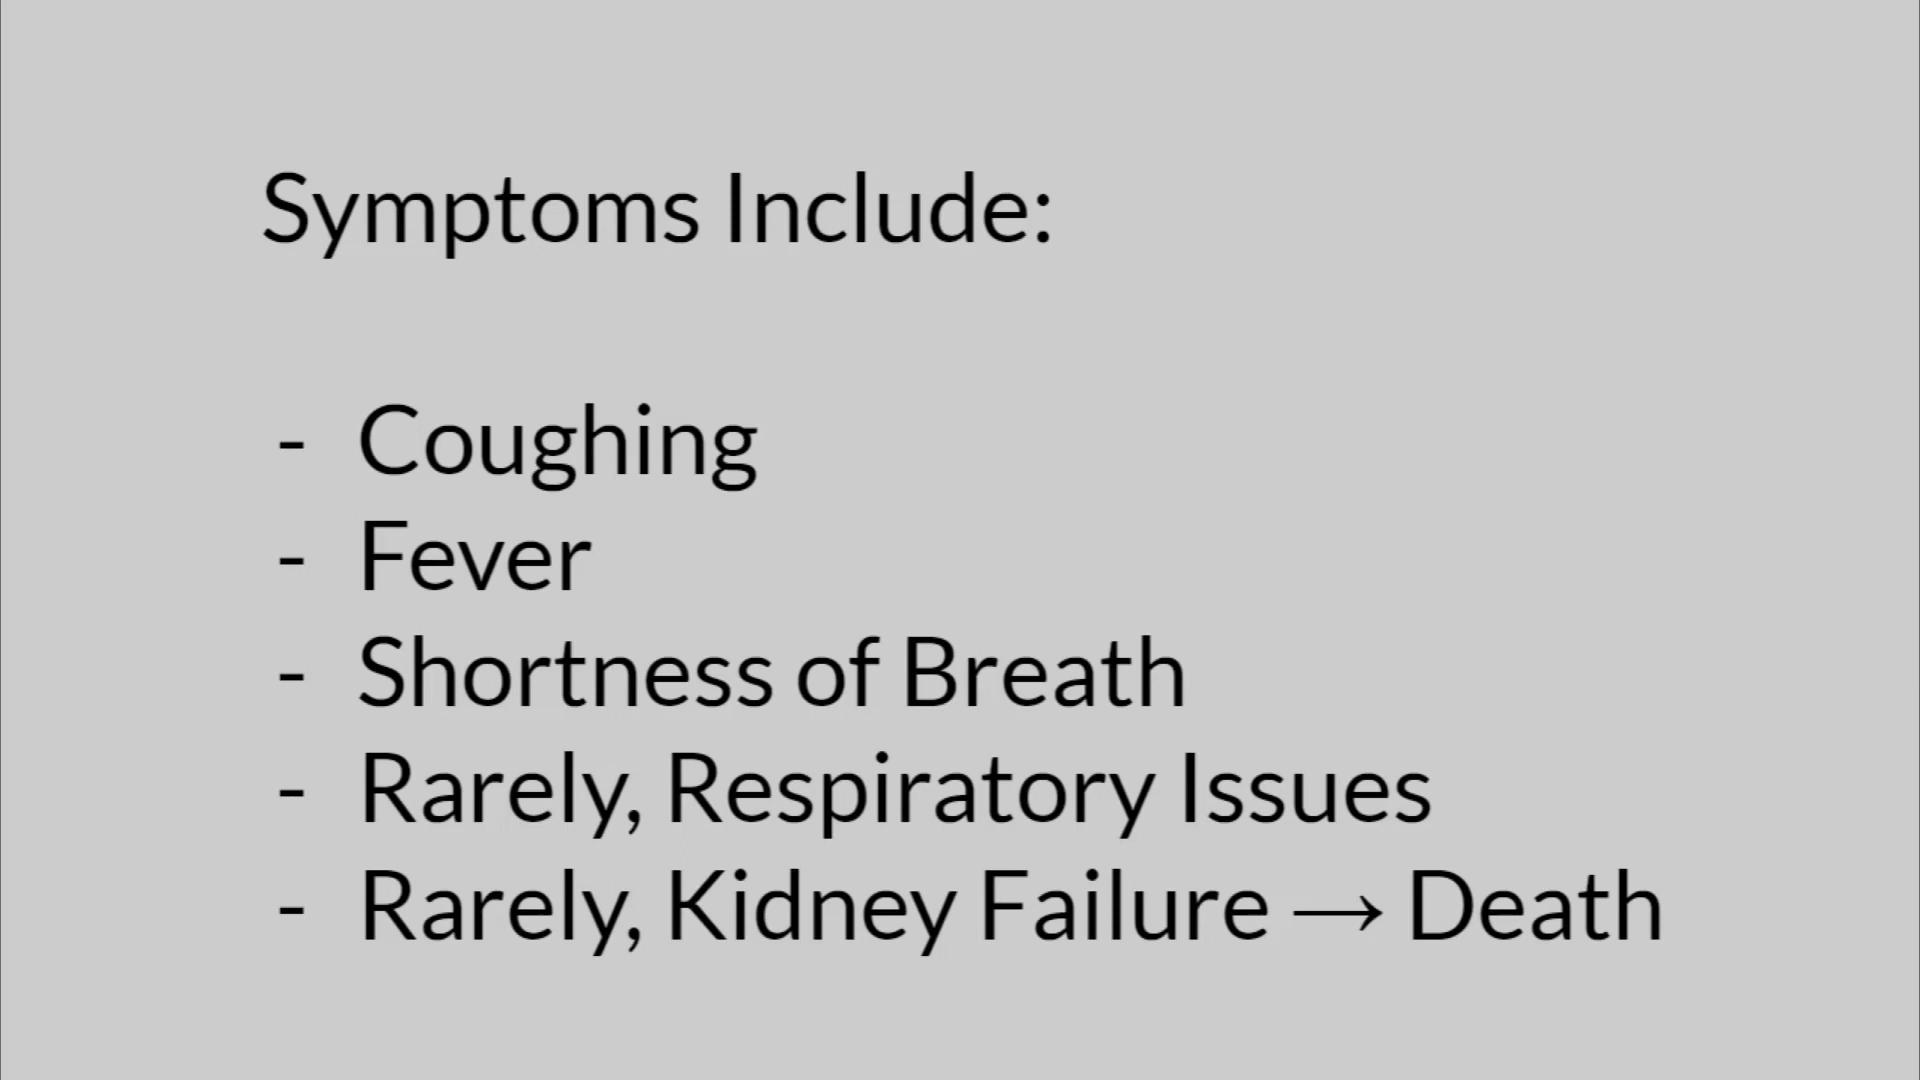 Symptoms Include:
- Coughing
- Fever
- Shortness of Breath
- Rarely, Respiratory Issues
- Rarely, Kidney Failure → Death